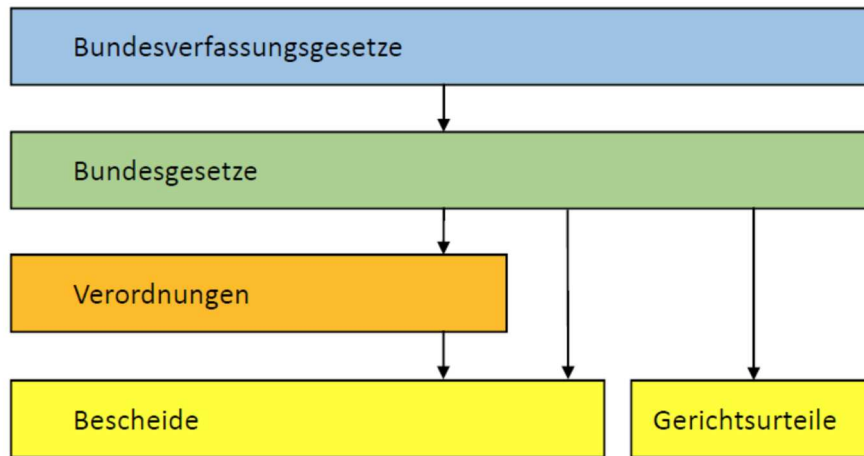 Bundesverfassungsgesetze
Bundesgesetze
Verordnungen
Bescheide
Gerichtsurteile